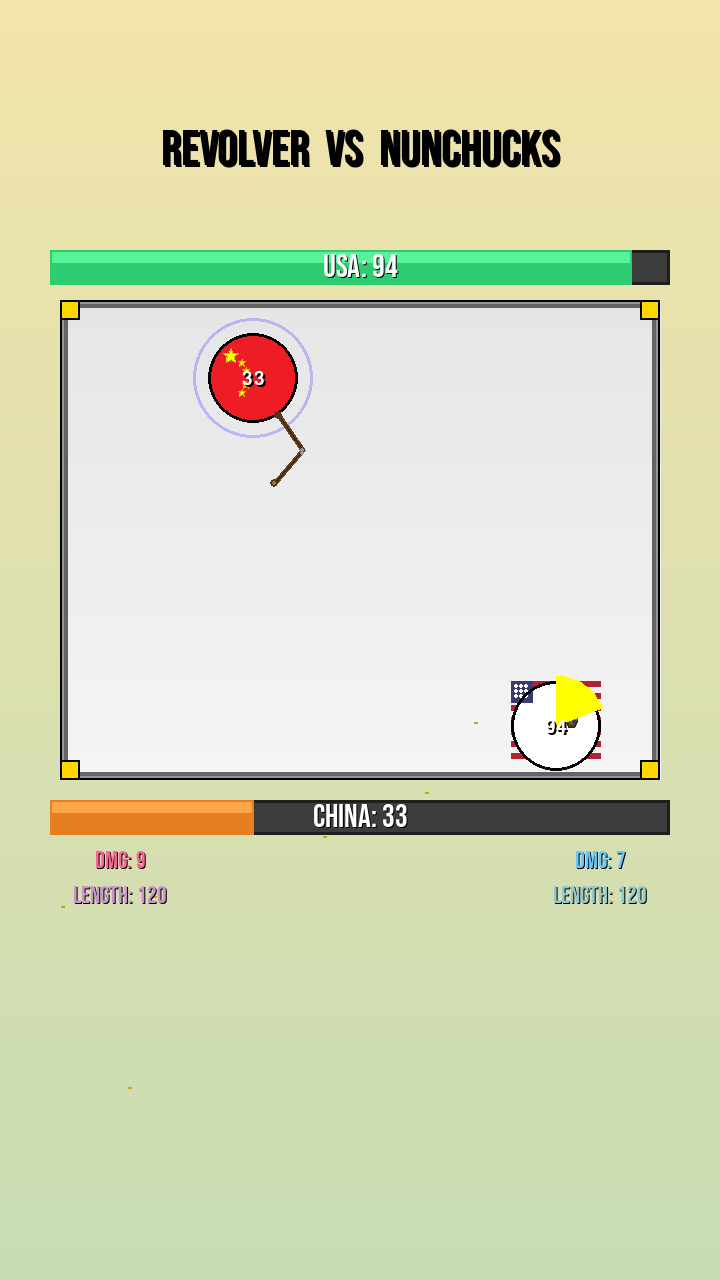 REVOLVER VS NUNCHUCKS
USA: 94
33
94
CHINA: 33
DMG: 9
DMG: 7
LENGTH: 120
LENGTH: 120